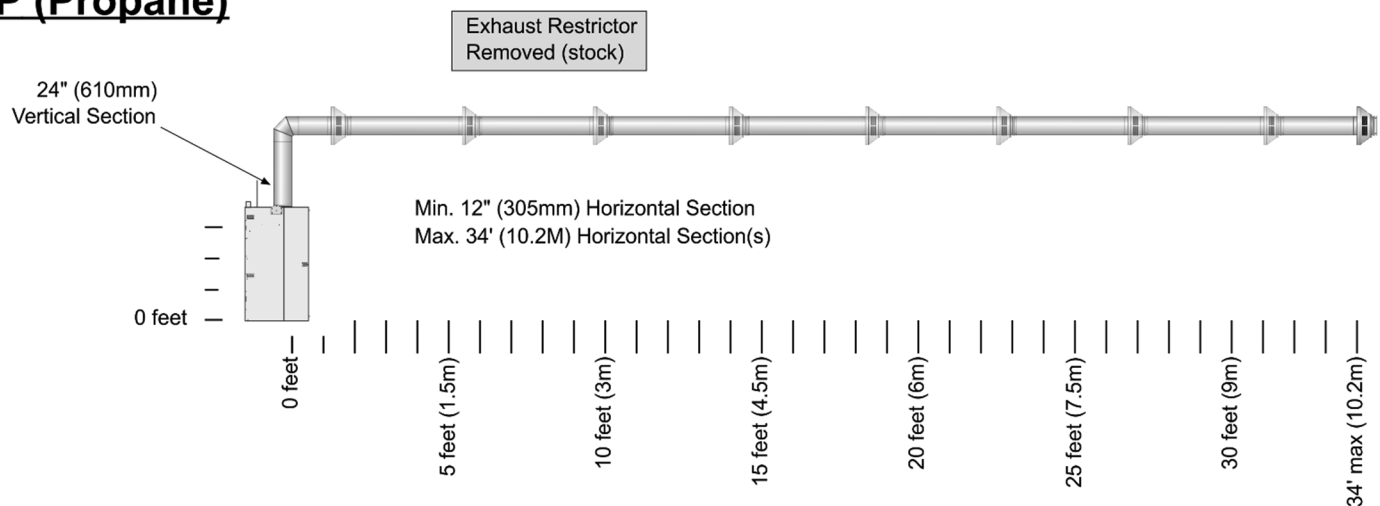 P (Propane)
Exhaust Restrictor
Removed (stock)
24" (610mm)
Vertical Section
Min. 12" (305mm) Horizontal Section
Max. 34' (10.2M) Horizontal Section(s)
0 feet
0 feet
5 feet (1.5m)
10 feet (3m)
15 feet (4.5m)
20 feet (6m)
25 feet (7.5m)
30 feet (9m)
34' max (10.2m)